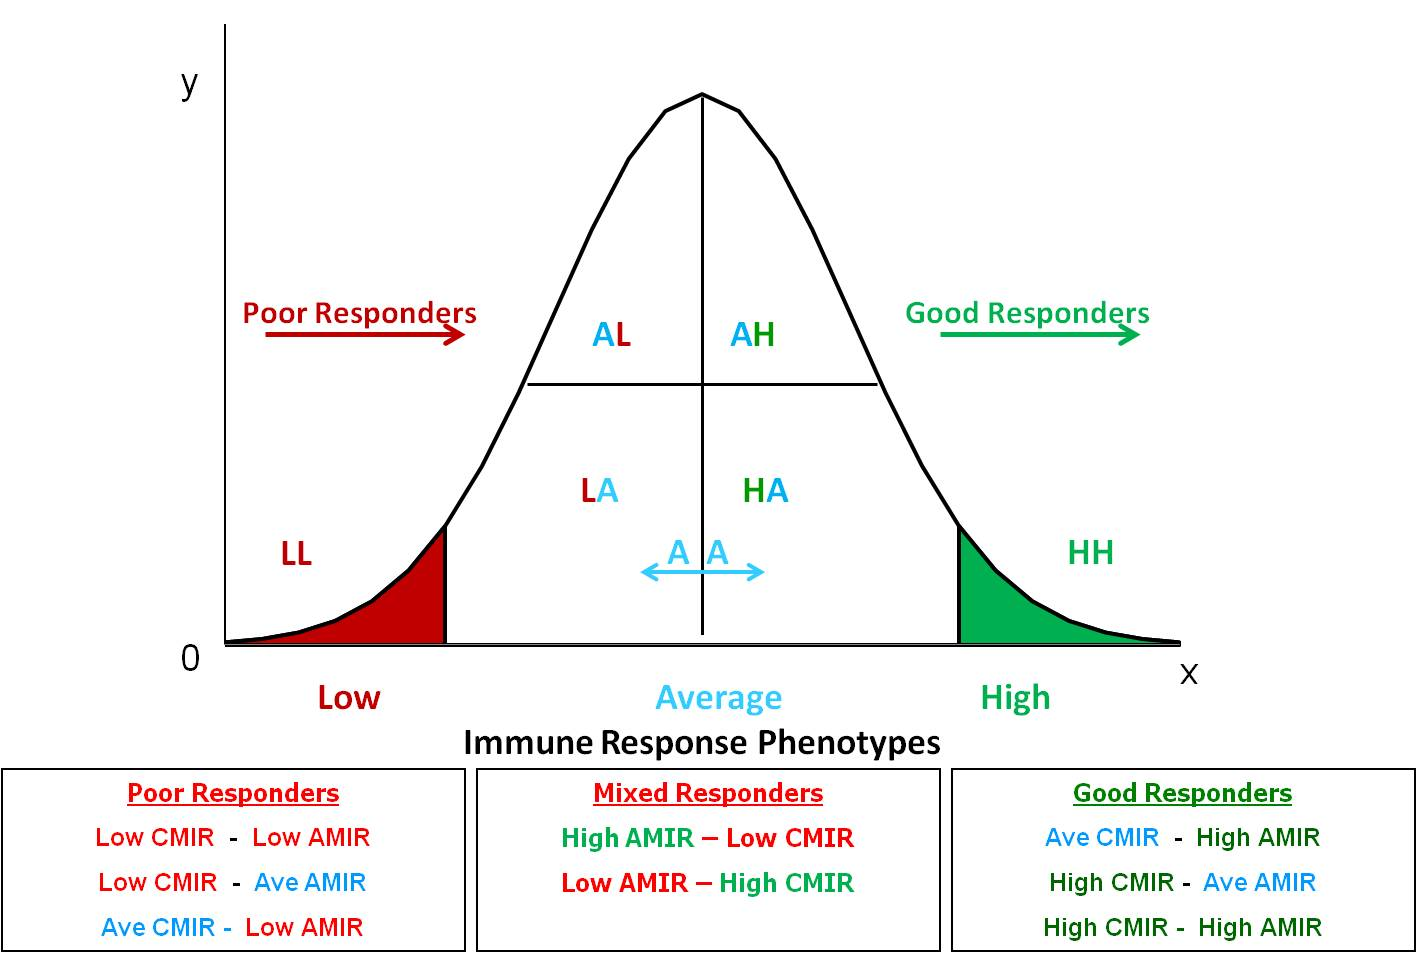 y
Poor Responders
Good Responders
AL
AH
LA
HA
LL
A A
HH
0
x
Low
Average
High
Immune Response Phenotypes
Poor Responders
Low CMIR - Low AMIR
Low CMIR - Ave AMIR
Ave CMIR - Low AMIR
Mixed Responders
High AMIR – Low CMIR
Low AMIR – High CMIR
Good Responders
Ave CMIR - High AMIR
High CMIR - Ave AMIR
High CMIR - High AMIR